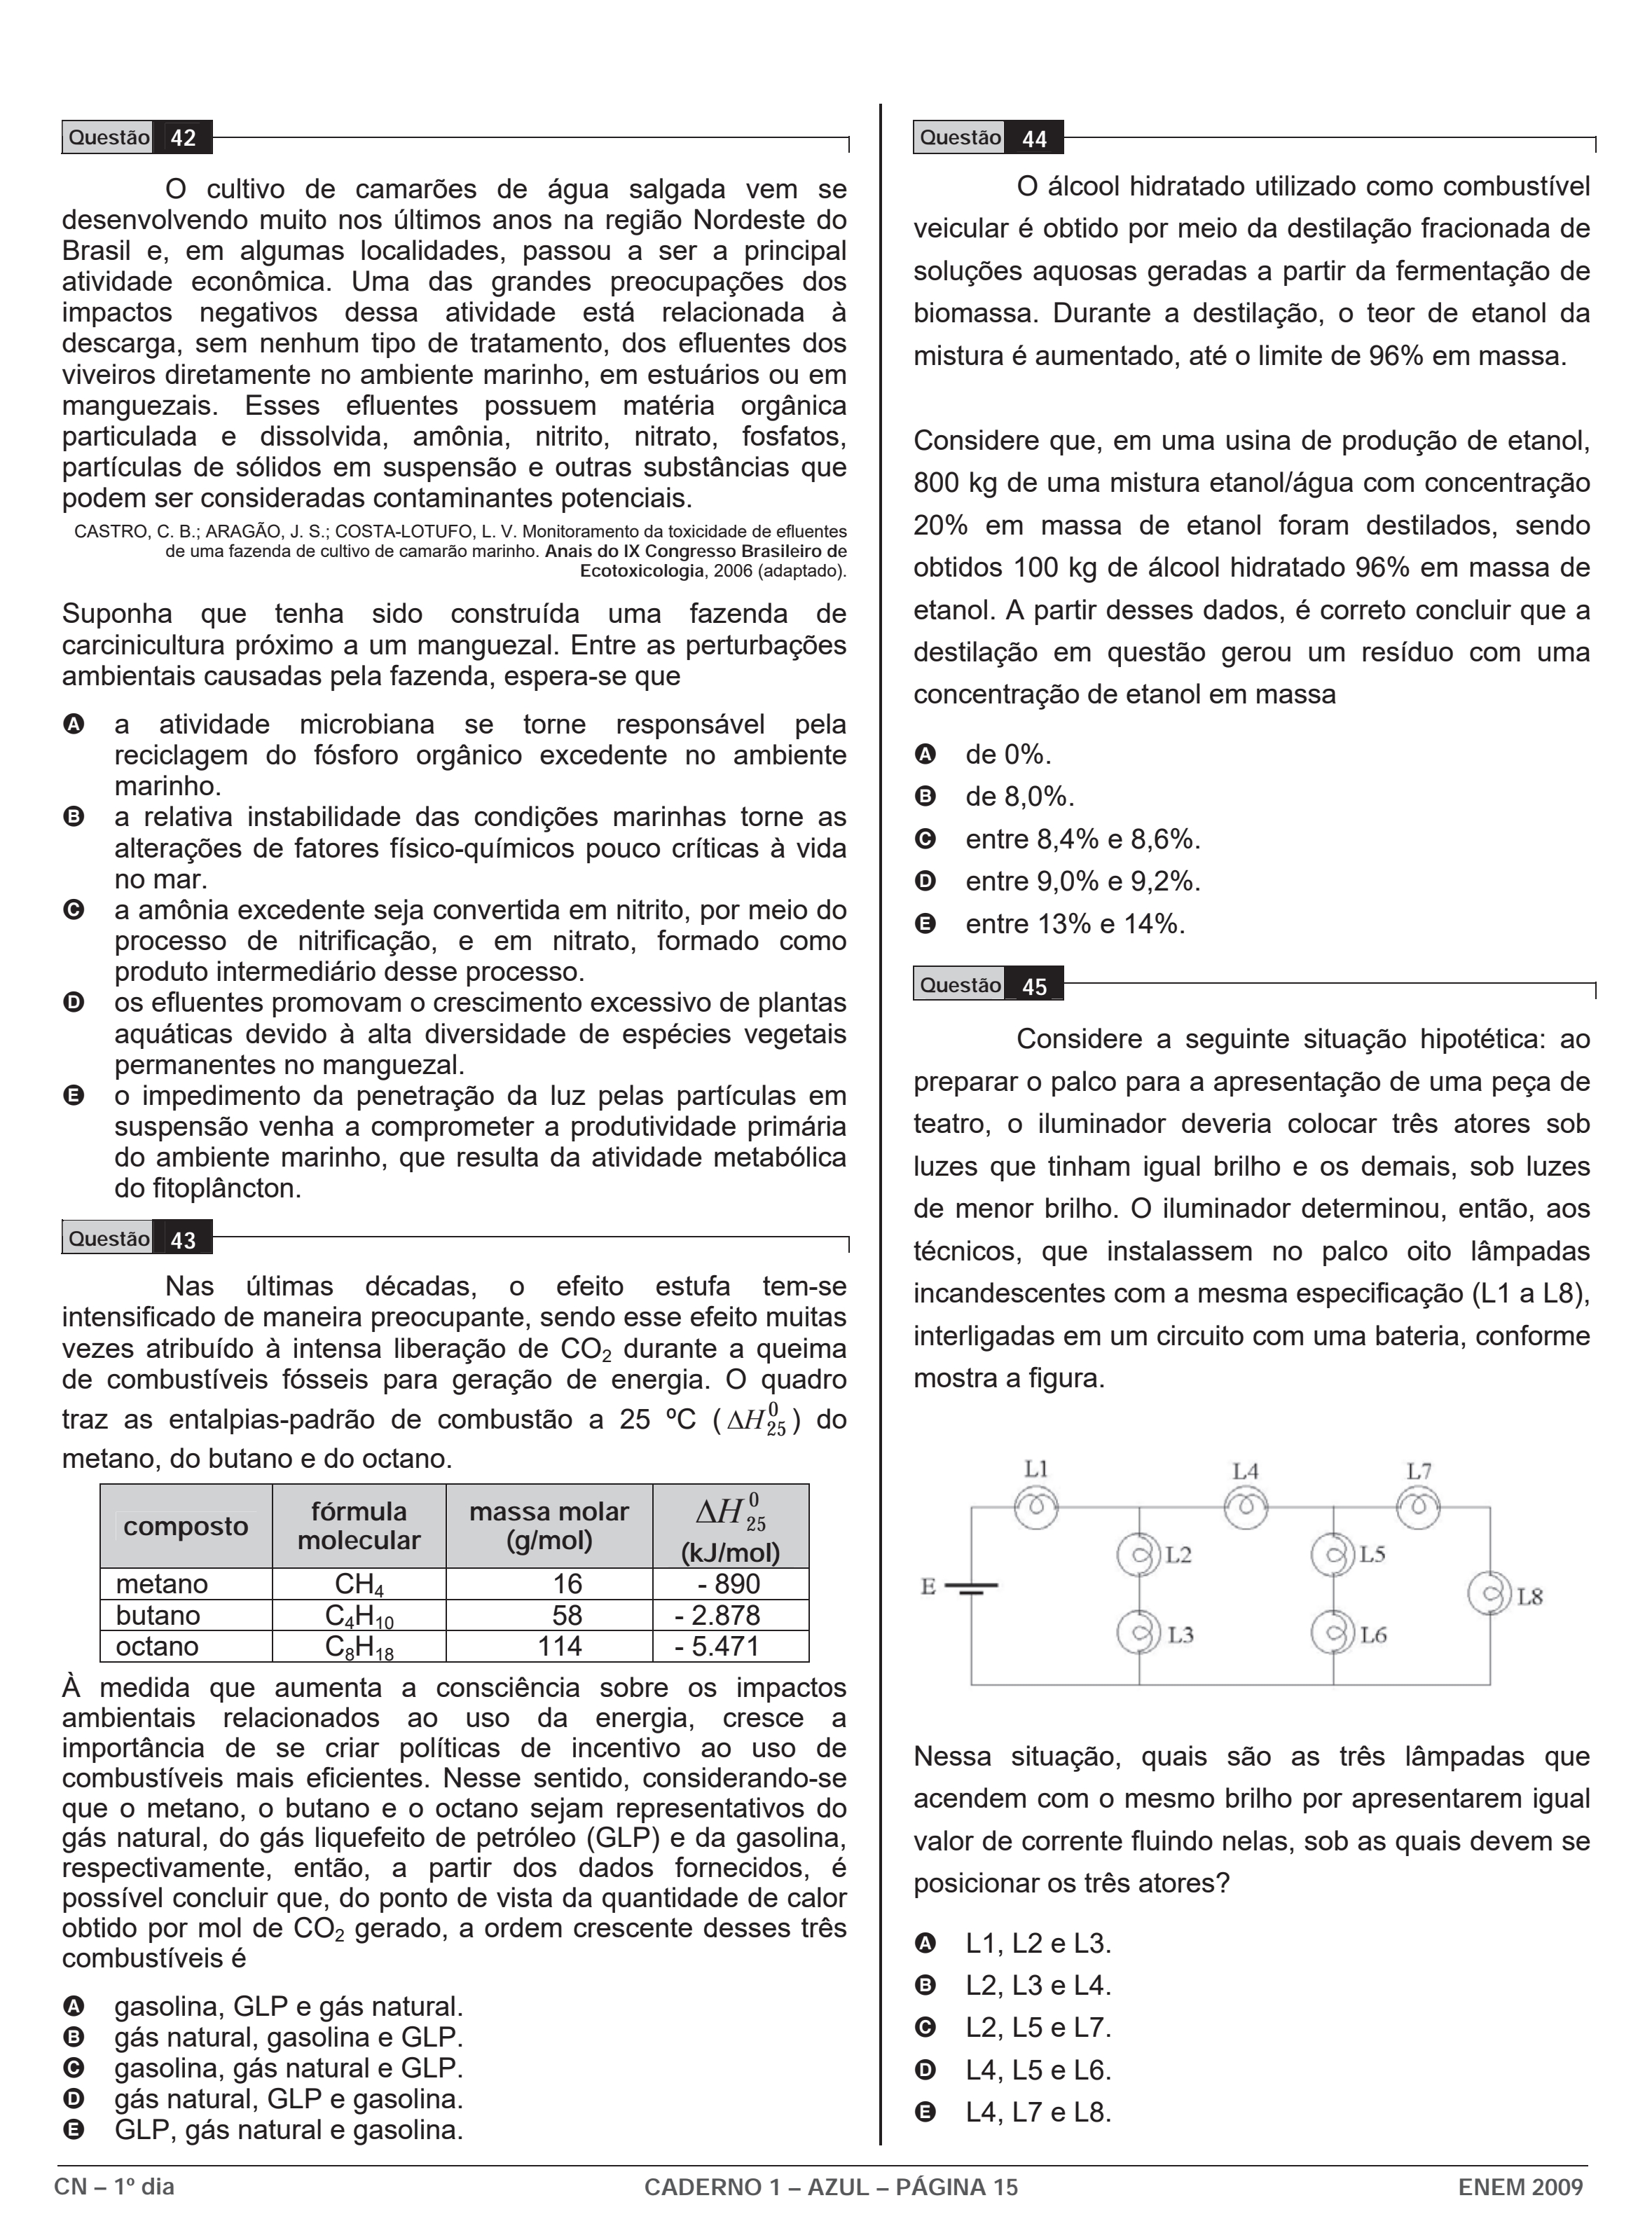 Questão 42
O cultivo de camarões de água salgada vem se
desenvolvendo muito nos últimos anos na região Nordeste do
Brasil e, em algumas localidades, passou a ser a principal
atividade econômica. Uma das grandes preocupações dos
impactos negativos dessa atividade está relacionada à
descarga, sem nenhum tipo de tratamento, dos efluentes dos
viveiros diretamente no ambiente marinho, em estuários ou em
manguezais. Esses efluentes possuem matéria orgânica
particulada e dissolvida, amônia, nitrito, nitrato, fosfatos,
partículas de sólidos em suspensão e outras substâncias que
podem ser consideradas contaminantes potenciais.
CASTRO, C. B.; ARAGÃO, J. S.; COSTA-LOTUFO, L. V. Monitoramento da toxicidade de efluentes
de uma fazenda de cultivo de camarão marinho. Anais do IX Congresso Brasileiro de
Ecotoxicologia, 2006 (adaptado).
Suponha que tenha sido construída uma fazenda de
carcinicultura próximo a um manguezal. Entre as perturbações
ambientais causadas pela fazenda, espera-se que
A a atividade microbiana se torne responsável pela
reciclagem do fósforo orgânico excedente no ambiente
marinho.
B a relativa instabilidade das condições marinhas torne as
alterações de fatores físico-químicos pouco críticas à vida
no mar.
C a amônia excedente seja convertida em nitrito, por meio do
processo de nitrificação, e em nitrato, formado como
produto intermediário desse processo.
D os efluentes promovam o crescimento excessivo de plantas
aquáticas devido à alta diversidade de espécies vegetais
permanentes no manguezal.
E o impedimento da penetração da luz pelas partículas em
suspensão venha a comprometer a produtividade primária
do ambiente marinho, que resulta da atividade metabólica
do fitoplâncton.
Questão 43
Nas últimas décadas, o efeito estufa tem-se
intensificado de maneira preocupante, sendo esse efeito muitas
vezes atribuído à intensa liberação de CO2 durante a queima
de combustíveis fósseis para geração de energia. O quadro
traz as entalpias-padrão de combustão a 25 ºC (ΔH⁰25) do
metano, do butano e do octano.
composto fórmula molecular massa molar (g/mol) ΔH⁰25 (kJ/mol)
metano CH4 16 - 890
butano C4H10 58 - 2.878
octano C8H18 114 - 5.471
À medida que aumenta a consciência sobre os impactos
ambientais relacionados ao uso da energia, cresce a
importância de se criar políticas de incentivo ao uso de
combustíveis mais eficientes. Nesse sentido, considerando-se
que o metano, o butano e o octano sejam representativos do
gás natural, do gás liquefeito de petróleo (GLP) e da gasolina,
respectivamente, então, a partir dos dados fornecidos, é
possível concluir que, do ponto de vista da quantidade de calor
obtido por mol de CO2 gerado, a ordem crescente desses três
combustíveis é
A gasolina, GLP e gás natural.
B gás natural, gasolina e GLP.
C gasolina, gás natural e GLP.
D gás natural, GLP e gasolina.
E GLP, gás natural e gasolina.
Questão 44
O álcool hidratado utilizado como combustível
veicular é obtido por meio da destilação fracionada de
soluções aquosas geradas a partir da fermentação de
biomassa. Durante a destilação, o teor de etanol da
mistura é aumentado, até o limite de 96% em massa.
Considere que, em uma usina de produção de etanol,
800 kg de uma mistura etanol/água com concentração
20% em massa de etanol foram destilados, sendo
obtidos 100 kg de álcool hidratado 96% em massa de
etanol. A partir desses dados, é correto concluir que a
destilação em questão gerou um resíduo com uma
concentração de etanol em massa
A de 0%.
B de 8,0%.
C entre 8,4% e 8,6%.
D entre 9,0% e 9,2%.
E entre 13% e 14%.
Questão 45
Considere a seguinte situação hipotética: ao
preparar o palco para a apresentação de uma peça de
teatro, o iluminador deveria colocar três atores sob
luzes que tinham igual brilho e os demais, sob luzes
de menor brilho. O iluminador determinou, então, aos
técnicos, que instalassem no palco oito lâmpadas
incandescentes com a mesma especificação (L1 a L8),
interligadas em um circuito com uma bateria, conforme
mostra a figura.
L1 L4 L7
L2 L5
E L8
L3 L6
Nessa situação, quais são as três lâmpadas que
acendem com o mesmo brilho por apresentarem igual
valor de corrente fluindo nelas, sob as quais devem se
posicionar os três atores?
A L1, L2 e L3.
B L2, L3 e L4.
C L2, L5 e L7.
D L4, L5 e L6.
E L4, L7 e L8.
CN – 1º dia CADERNO 1 – AZUL – PÁGINA 15 ENEM 2009